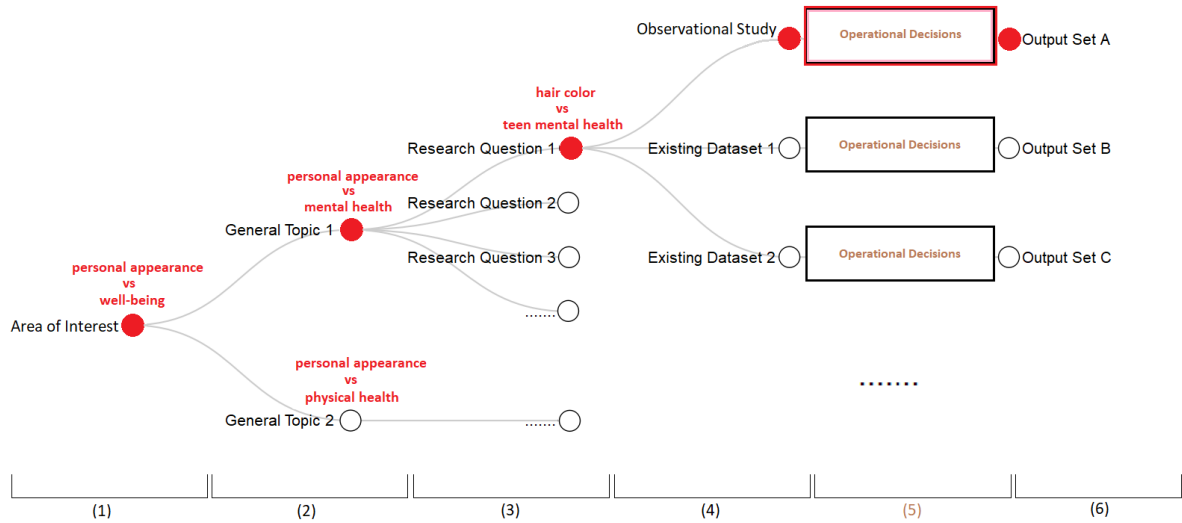 Observational Study
Operational Decisions
Output Set A
hair color
vs
teen mental health
Research Question 1
Existing Dataset 1
Operational Decisions
Output Set B
personal appearance
vs
mental health
General Topic 1
Research Question 2
Research Question 3
.......
Existing Dataset 2
Operational Decisions
Output Set C
personal appearance
vs
well-being
Area of Interest
personal appearance
vs
physical health
General Topic 2
.......
.......
(1)
(2)
(3)
(4)
(5)
(6)